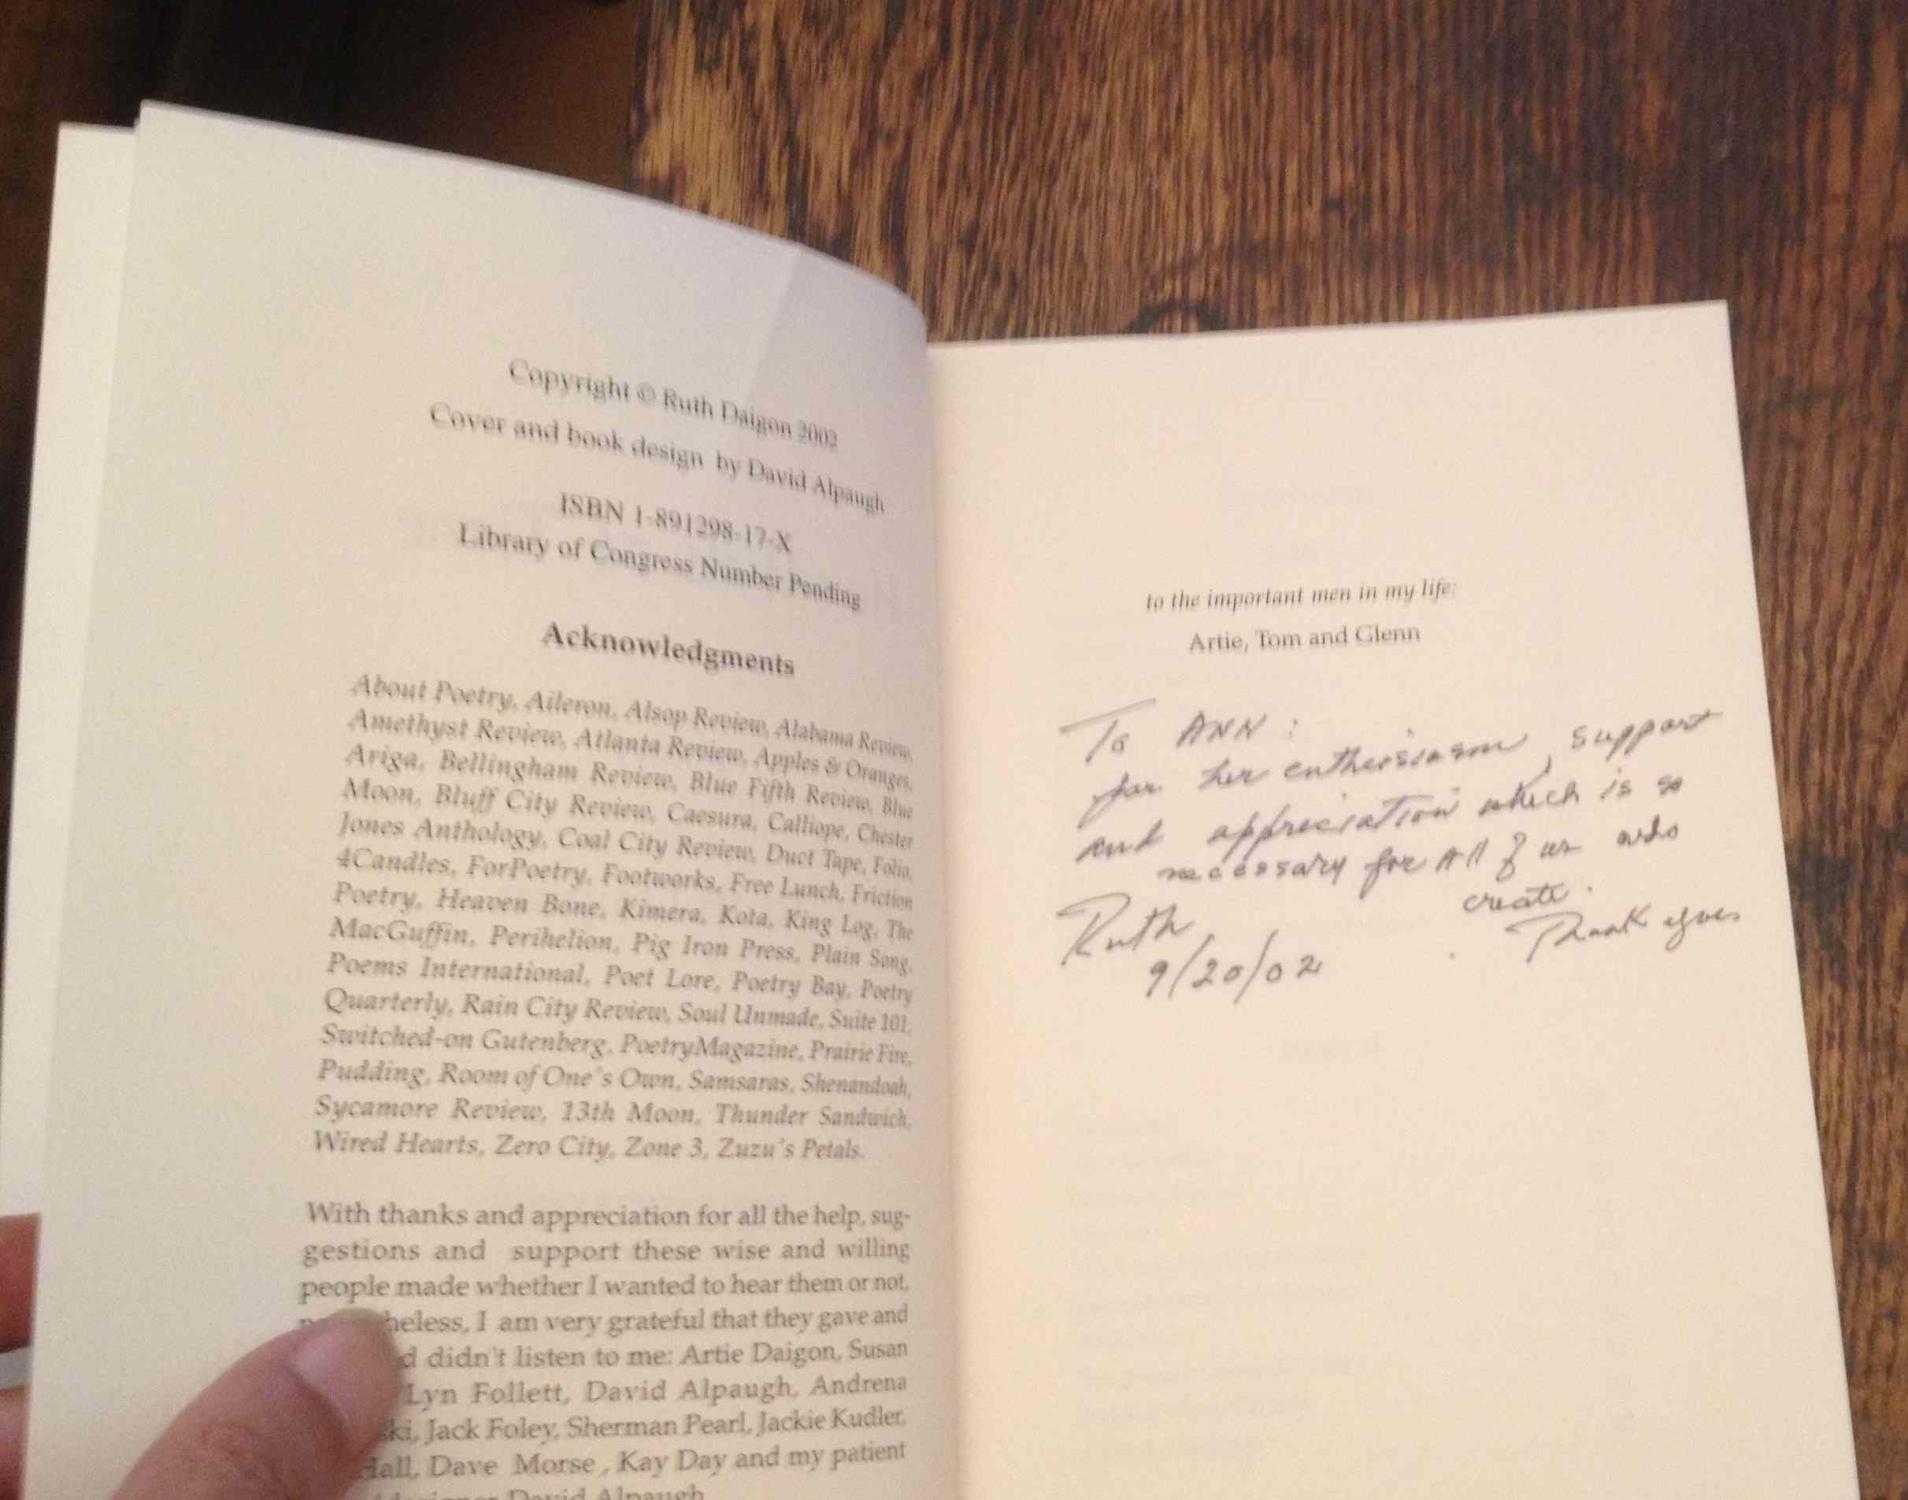 Copyright © Ruth Daigon 2002
Cover and book design by David Alpaugh
ISBN 1-891298-17-X
Library of Congress Number Pending
Acknowledgments
About Poetry, Aileron, Alsop Review, Alabama Review,
Amethyst Review, Atlanta Review, Apples & Oranges,
Ariga, Bellingham Review, Blue Fifth Review, Blue
Moon, Bluff City Review, Caesura, Calliope, Chester
Jones Anthology, Coal City Review, Duct Tape, Folio,
4Candles, ForPoetry, Footworks, Free Lunch, Friction
Poetry, Heaven Bone, Kimera, Kota, King Log, The
MacGuffin, Perihelion, Pig Iron Press, Plain Song,
Poems International, Poet Lore, Poetry Bay, Poetry
Quarterly, Rain City Review, Soul Unmade, Suite 101,
Switched-on Gutenberg, PoetryMagazine, Prairie Fire,
Pudding, Room of One's Own, Samsaras, Shenandoah,
Sycamore Review, 13th Moon, Thunder Sandwich,
Wired Hearts, Zero City, Zone 3, Zuzu's Petals.
With thanks and appreciation for all the help, sug-
gestions and support these wise and willing
people made whether I wanted to hear them or not,
I am very grateful that they gave and
didn't listen to me: Artie Daigon, Susan
Lyn Follett, David Alpaugh, Andrena
Jack Foley, Sherman Pearl, Jackie Kudler,
Hall, Dave Morse, Kay Day and my patient
David Alpaugh
to the important men in my life:
Artie, Tom and Glenn
To ANN:
for her enthusiasm, support
and appreciation which is so
necessary for All of us who
create.
Thank you
Ruth
9/20/02